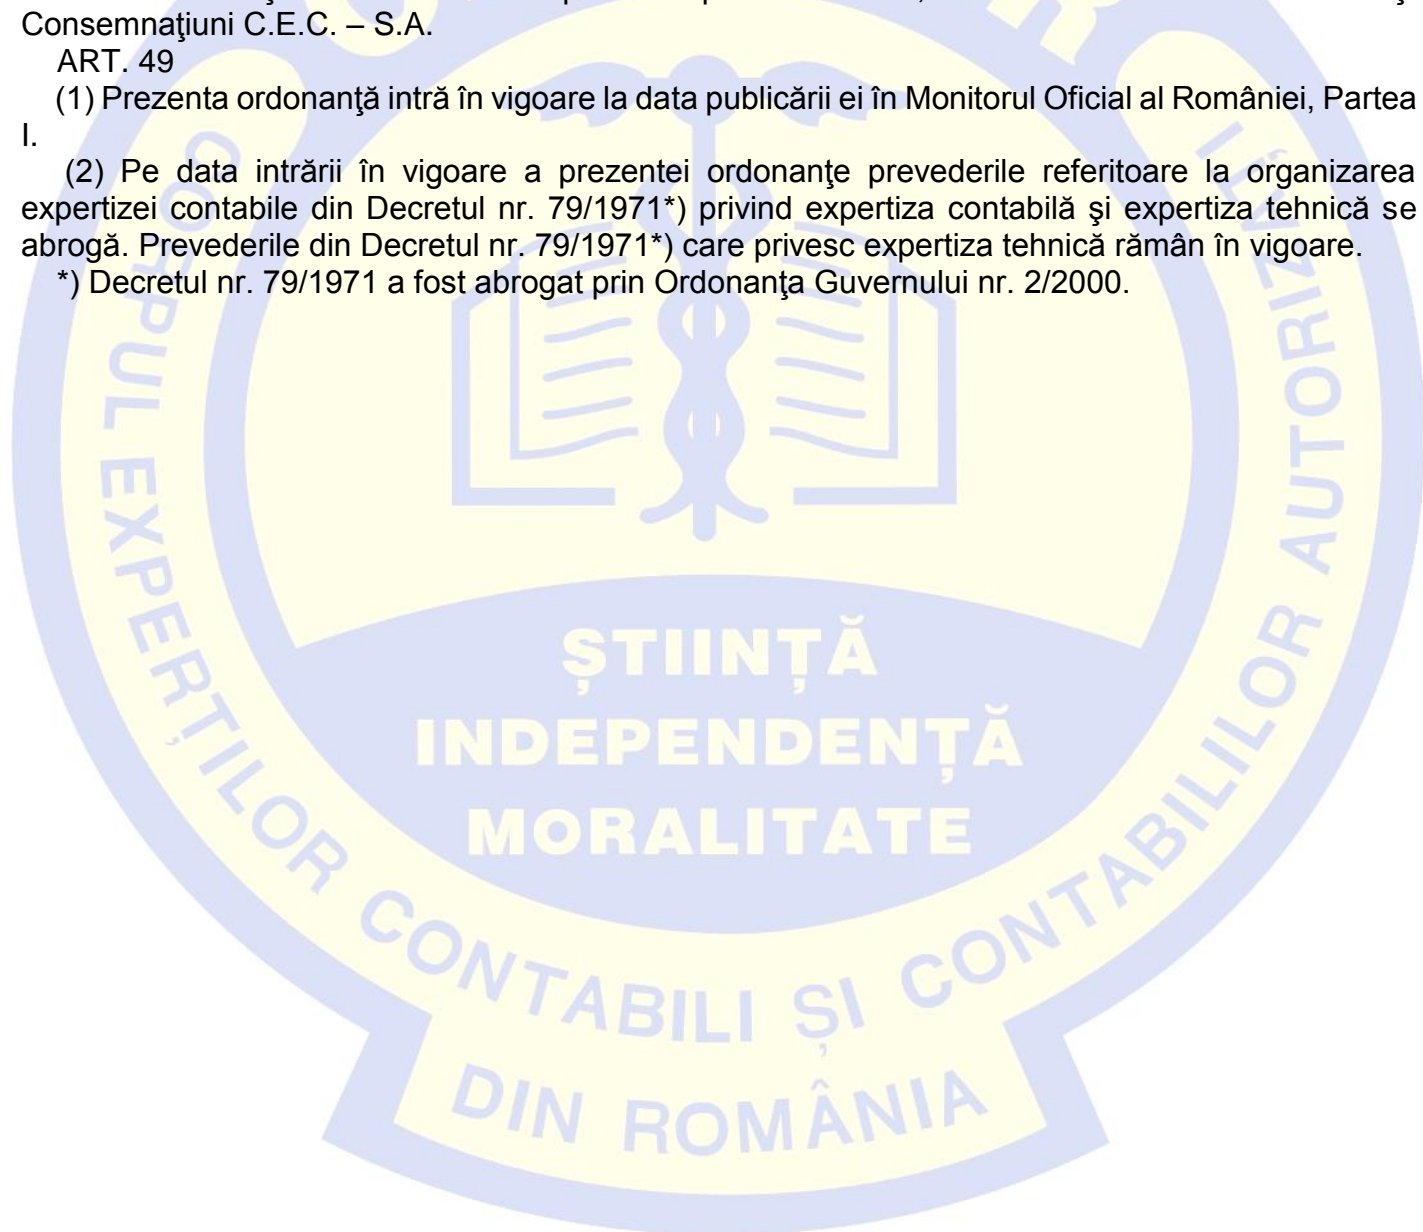 Consemnaţiuni C.E.C. – S.A.
ART. 49
(1) Prezenta ordonanţă intră în vigoare la data publicării ei în Monitorul Oficial al României, Partea
I.
(2) Pe data intrării în vigoare a prezentei ordonanţe prevederile referitoare la organizarea
expertizei contabile din Decretul nr. 79/1971*) privind expertiza contabilă şi expertiza tehnică se
abrogă. Prevederile din Decretul nr. 79/1971*) care privesc expertiza tehnică rămân în vigoare.
*) Decretul nr. 79/1971 a fost abrogat prin Ordonanţa Guvernului nr. 2/2000.
CORPUL EXPERȚILOR CONTABILI ȘI CONTABILILOR AUTORIZAȚI
ȘTIINȚĂ
INDEPENDENȚĂ
MORALITATE
DIN ROMÂNIA